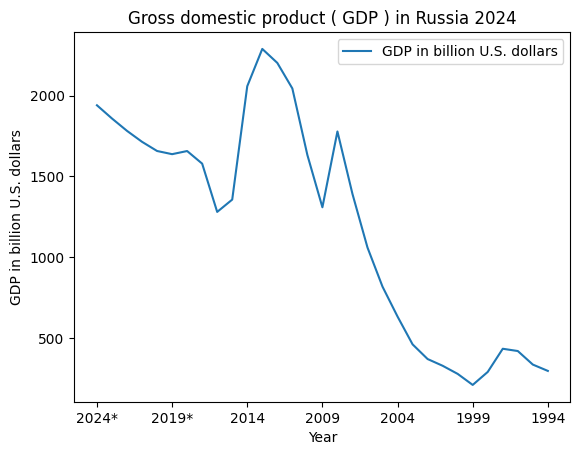 Gross domestic product ( GDP ) in Russia 2024
GDP in billion U.S. dollars
GDP in billion U.S. dollars
2000
1500
1000
500
2024* 2019* 2014 2009 2004 1999 1994
Year